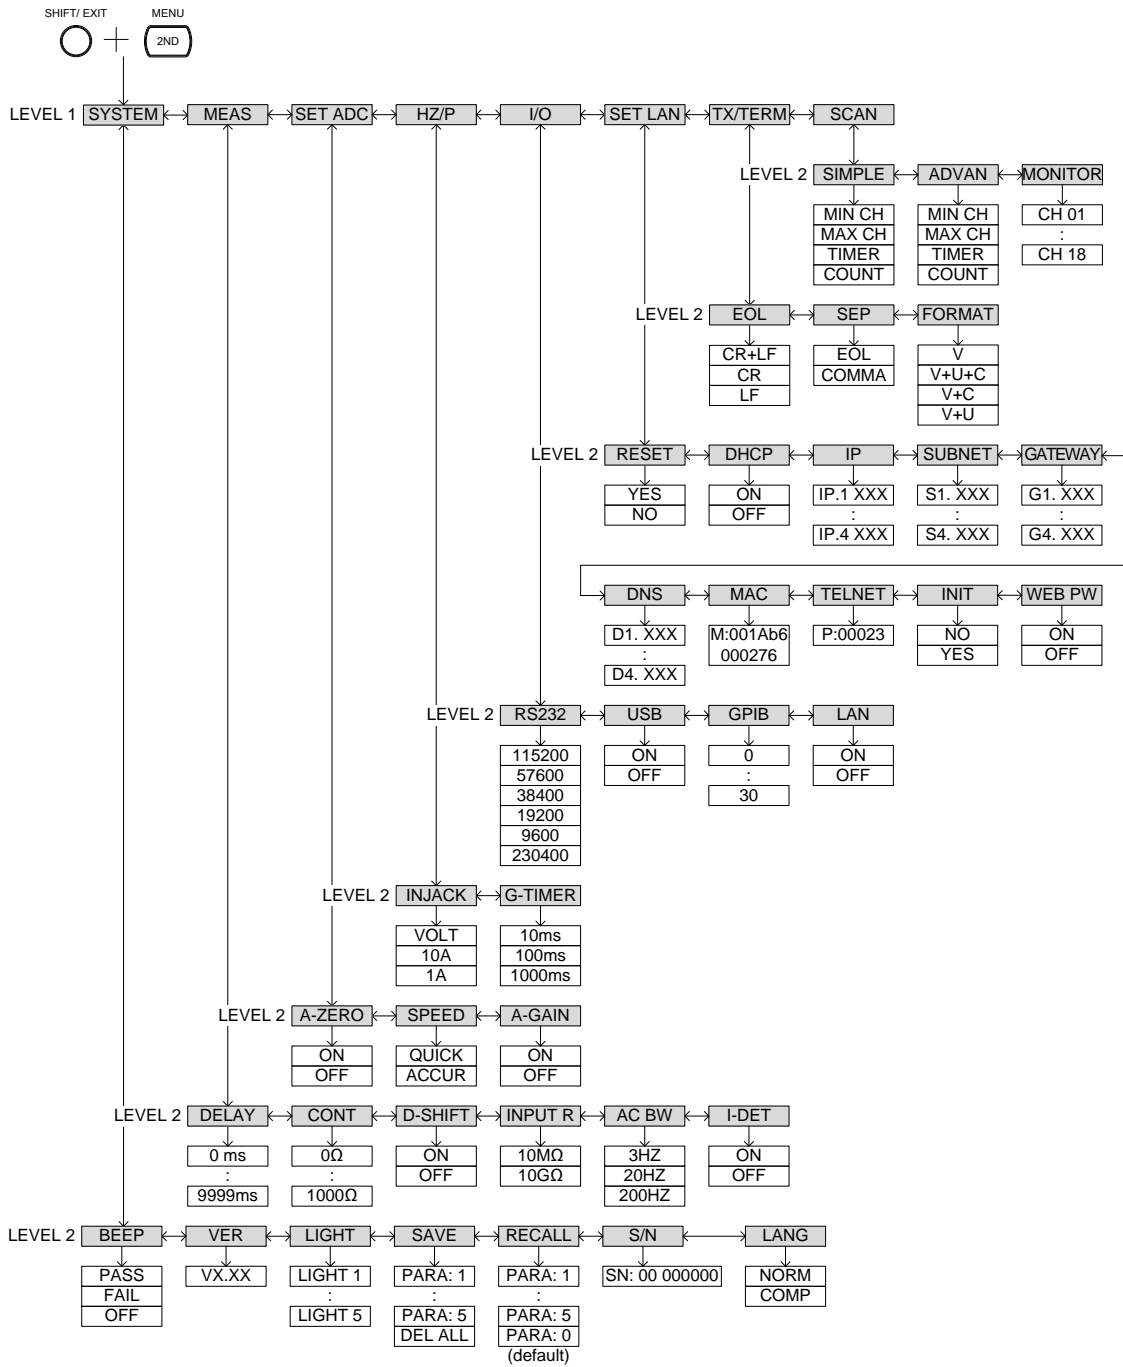 SHIFT/ EXIT MENU
2ND
LEVEL 1 SYSTEM MEAS SET ADC HZ/P I/O SET LAN TX/TERM SCAN
LEVEL 2 SIMPLE ADVAN MONITOR
MIN CH MIN CH CH 01
MAX CH MAX CH :
TIMER TIMER CH 18
COUNT COUNT
LEVEL 2 EOL SEP FORMAT
CR+LF EOL V
CR COMMA V+U+C
LF V+C
V+U
LEVEL 2 RESET DHCP IP SUBNET GATEWAY
YES ON IP.1 XXX S1. XXX G1. XXX
NO OFF : : :
IP.4 XXX S4. XXX G4. XXX
DNS MAC TELNET INIT WEB PW
D1. XXX M:001Ab6 P:00023 NO ON
: 000276 YES OFF
D4. XXX
LEVEL 2 RS232 USB GPIB LAN
115200 ON 0 ON
57600 OFF : OFF
38400 30
19200
9600
230400
LEVEL 2 INJACK G-TIMER
VOLT 10ms
10A 100ms
1A 1000ms
LEVEL 2 A-ZERO SPEED A-GAIN
ON QUICK ON
OFF ACCUR OFF
LEVEL 2 DELAY CONT D-SHIFT INPUT R AC BW I-DET
0 ms 0Ω ON 10MΩ 3HZ ON
: : OFF 10GΩ 20HZ OFF
9999ms 1000Ω 200HZ
LEVEL 2 BEEP VER LIGHT SAVE RECALL S/N LANG
PASS VX.XX LIGHT 1 PARA: 1 PARA: 1 SN: 00 000000 NORM
FAIL : : : COMP
OFF LIGHT 5 PARA: 5 PARA: 5
DEL ALL PARA: 0
(default)